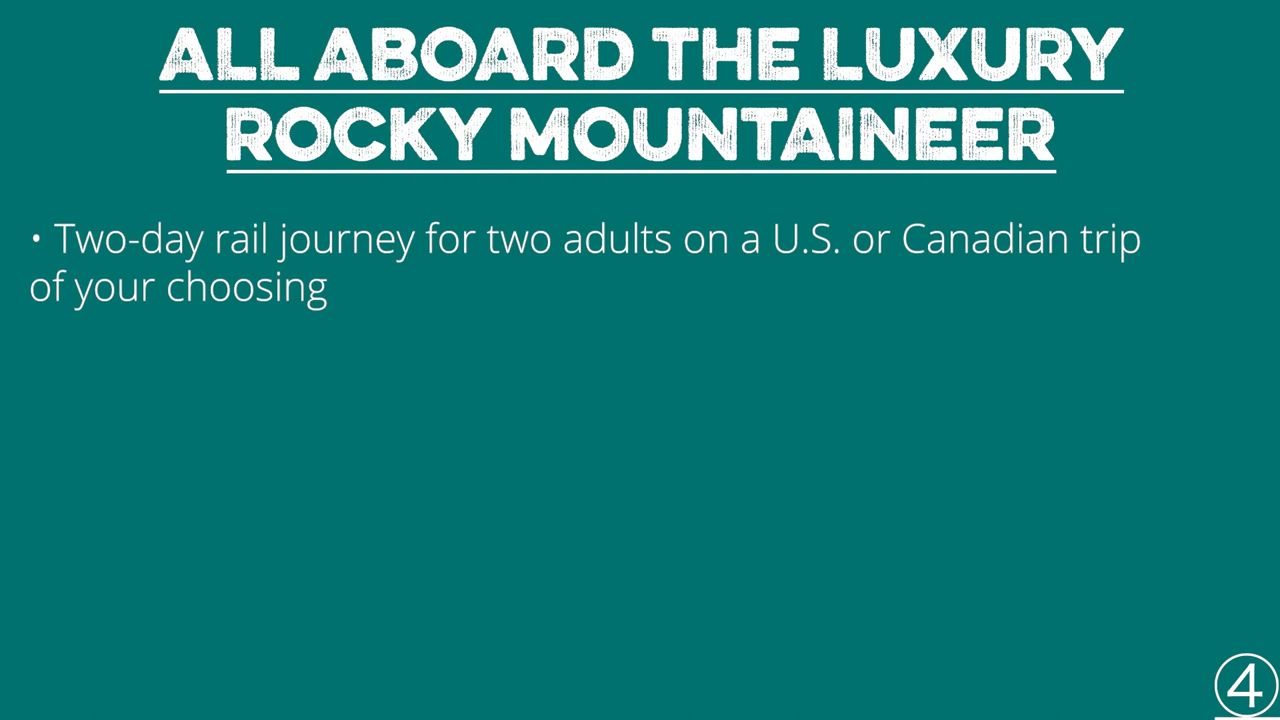 ALL ABOARD THE LUXURY
ROCKY MOUNTAINEER
• Two-day rail journey for two adults on a U.S. or Canadian trip
of your choosing
4